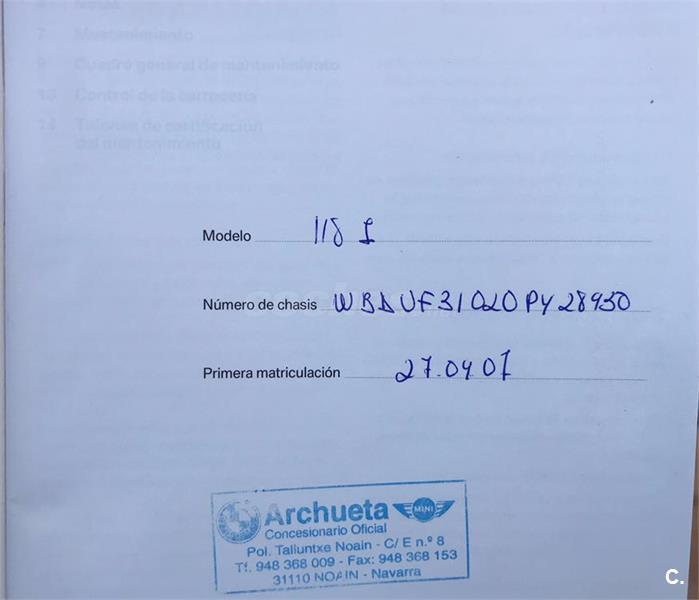 7 Mantenimiento
9 Cuadro general de mantenimiento
13 Control de la carrocería
Modelo 118 I
Número de chasis WBAUF31020PY28930
Primera matriculación 27.04 07
Archueta MINI
Concesionario Oficial
Pol. Talluntxe Noain - C/ E n.º 8
Tf. 948 368 009 - Fax: 948 368 153
31110 NOAIN - Navarra
C.